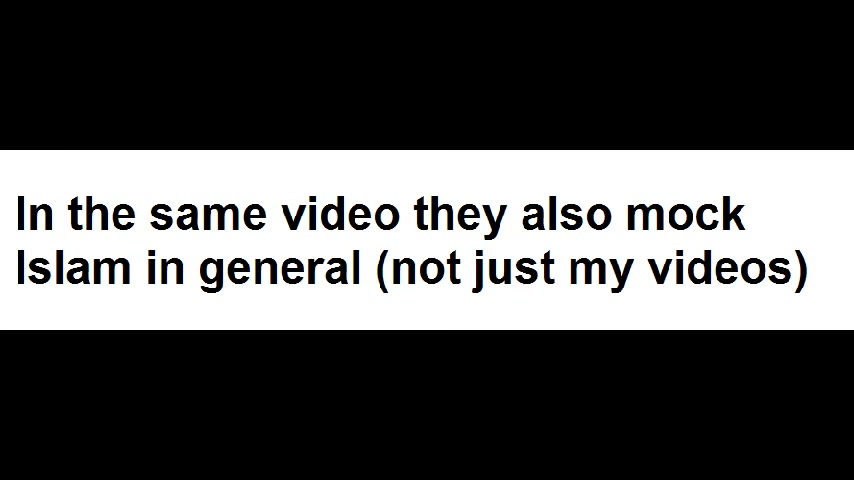 In the same video they also mock
Islam in general (not just my videos)